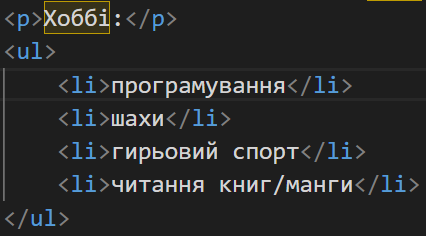 <p>Хоббі:</p>
<ul>
<li>програмування</li>
<li>шахи</li>
<li>гирьовий спорт</li>
<li>читання книг/манги</li>
</ul>